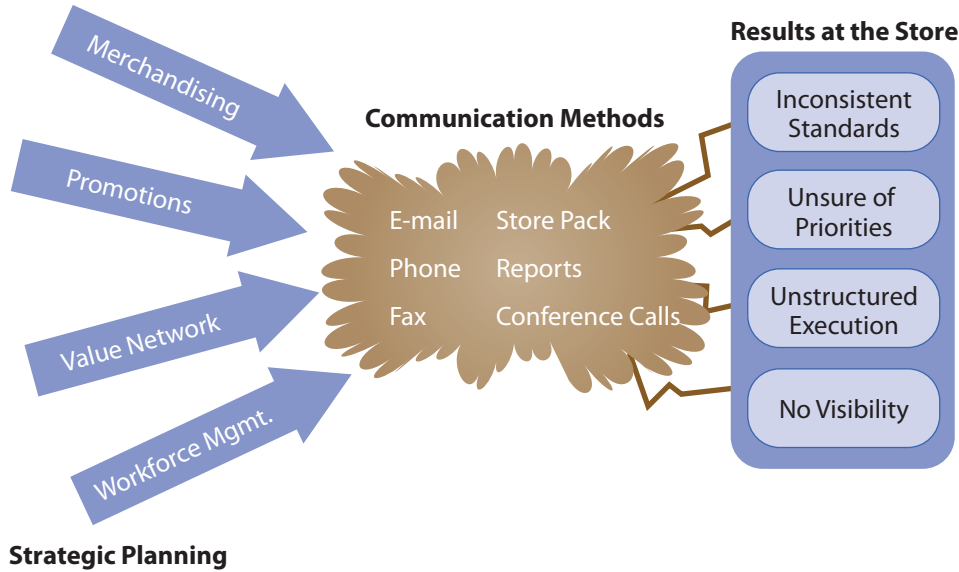 Results at the Store
Merchandising
Promotions
Value Network
Workforce Mgmt.
Strategic Planning
Communication Methods
E-mail Store Pack
Phone Reports
Fax Conference Calls
Inconsistent
Standards
Unsure of
Priorities
Unstructured
Execution
No Visibility